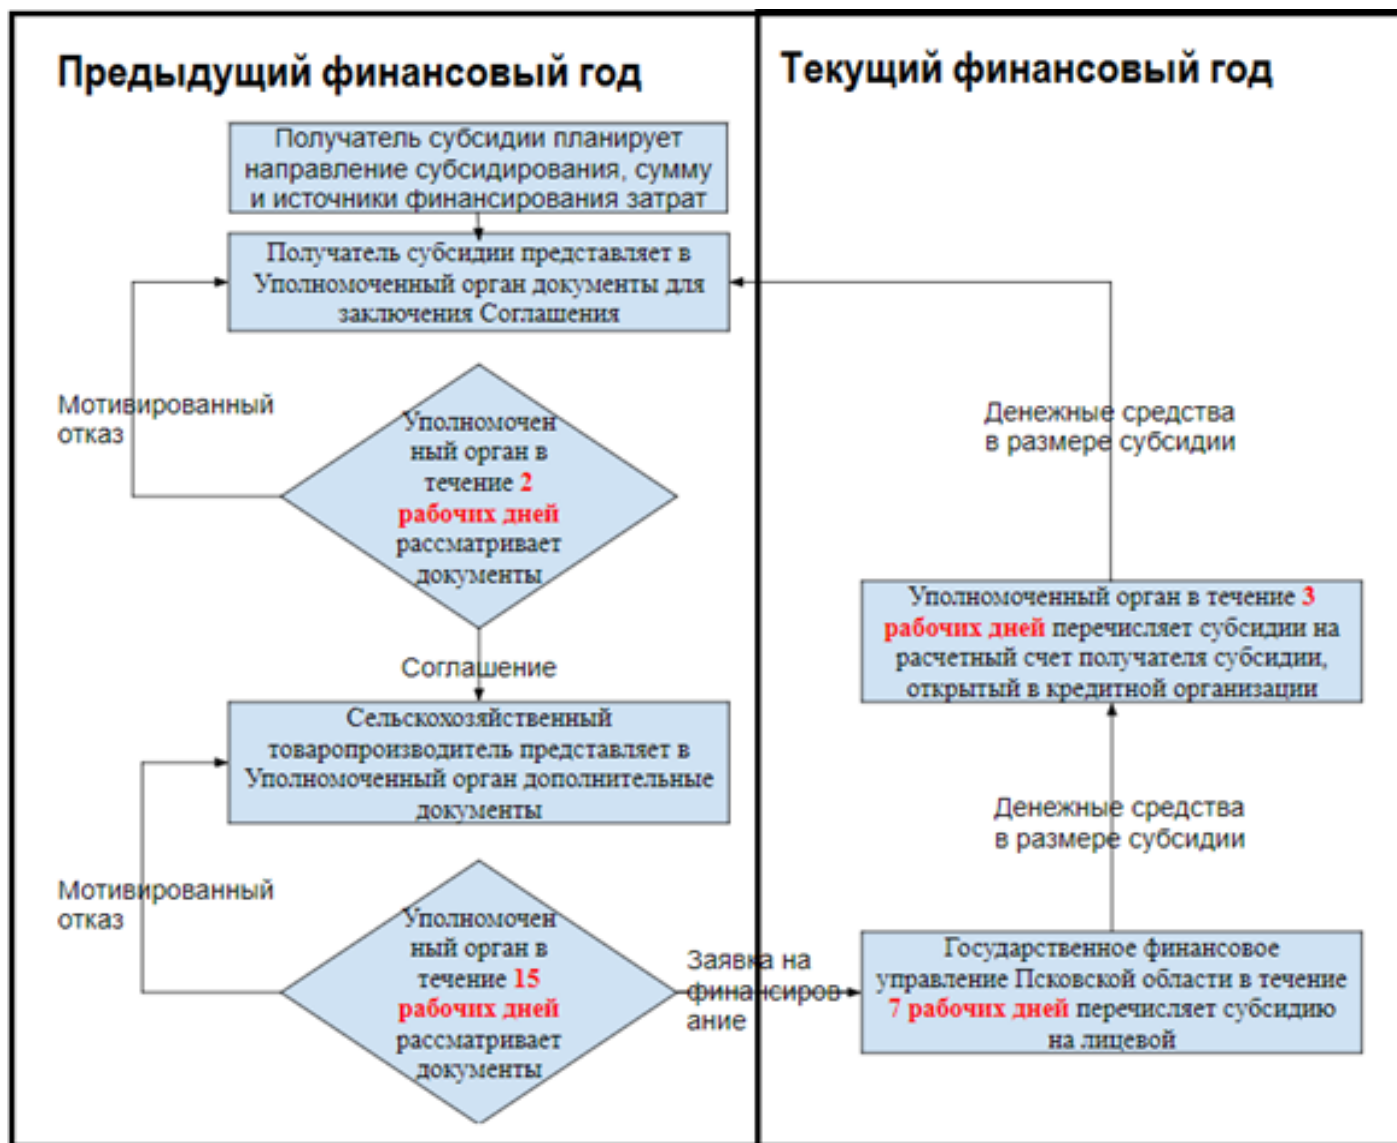 Предыдущий финансовый год
Получатель субсидии планирует
направление субсидирования, сумму
и источники финансирования затрат
Получатель субсидии представляет в
Уполномоченный орган документы для
заключения Соглашения
Мотивированный
отказ
Уполномочен
ный орган в
течение 2
рабочих дней
рассматривает
документы
Соглашение
Сельскохозяйственный
товаропроизводитель представляет в
Уполномоченный орган дополнительные
документы
Мотивированный
отказ
Уполномочен
ный орган в
течение 15
рабочих дней
рассматривает
документы
Заявка на
финансиров
ание
Текущий финансовый год
Денежные средства
в размере субсидии
Уполномоченный орган в течение 3
рабочих дней перечисляет субсидии на
расчетный счет получателя субсидии,
открытый в кредитной организации
Денежные средства
в размере субсидии
Государственное финансовое
управление Псковской области в течение
7 рабочих дней перечисляет субсидию
на лицевой